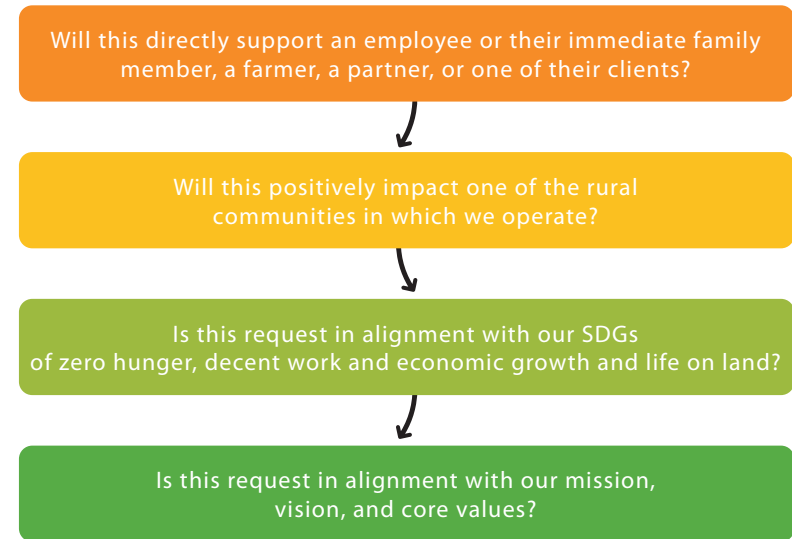 Will this directly support an employee or their immediate family
member, a farmer, a partner, or one of their clients?
Will this positively impact one of the rural
communities in which we operate?
Is this request in alignment with our SDGs
of zero hunger, decent work and economic growth and life on land?
Is this request in alignment with our mission,
vision, and core values?